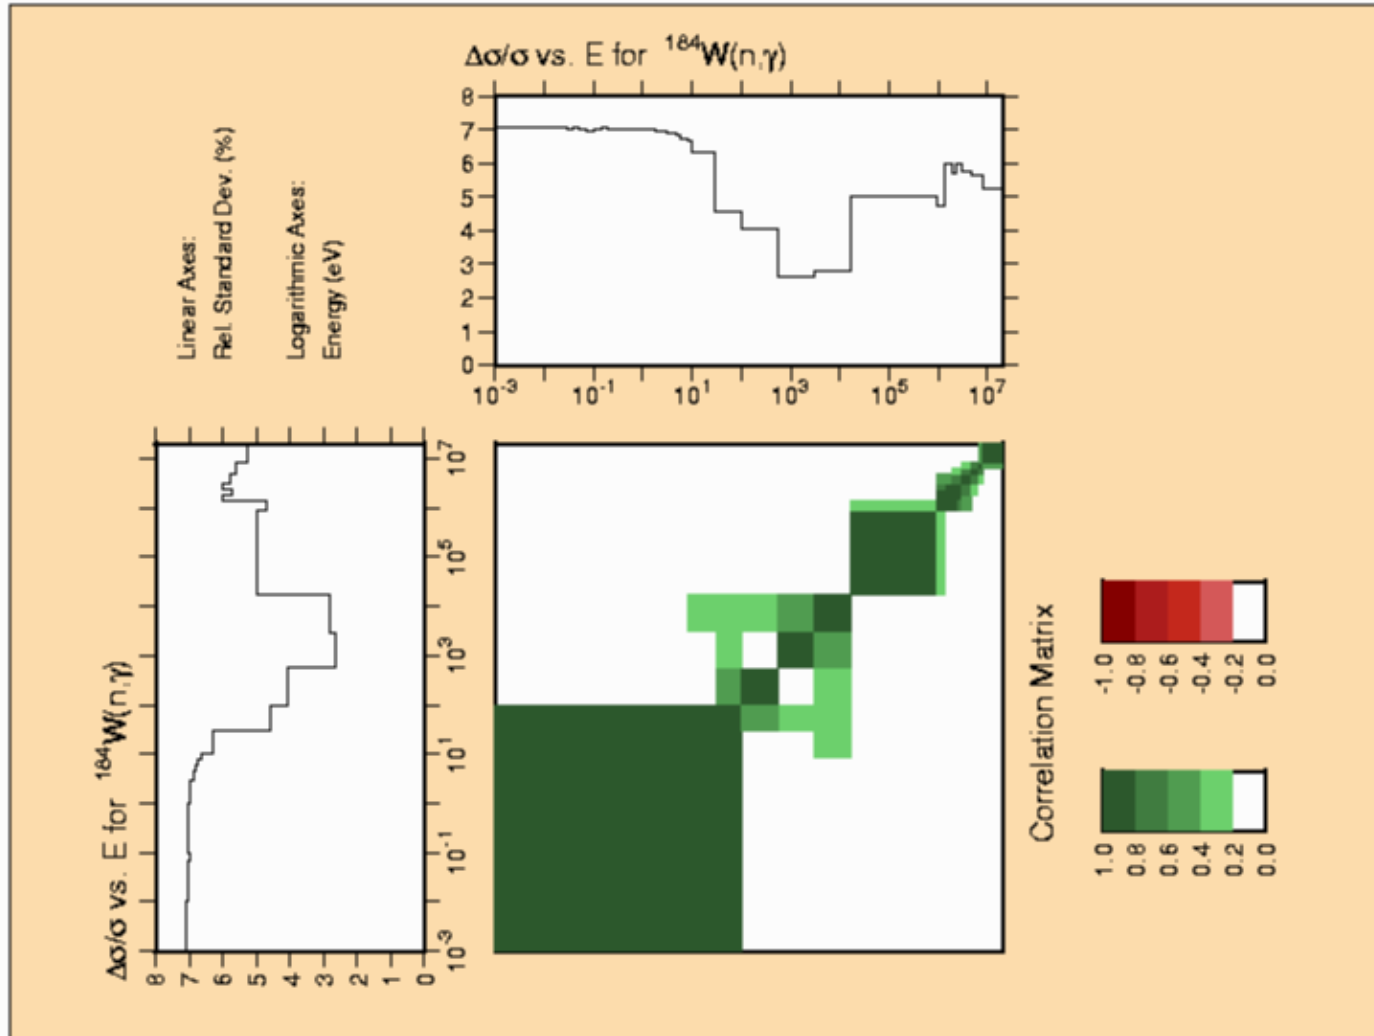 Δσ/σ vs. E for ¹⁸⁴W(n,γ)
8
7
6
5
4
3
2
1
0
10⁻³ 10⁻¹ 10¹ 10³ 10⁵ 10⁷
Linear Axes:
Rel. Standard Dev. (%)
Logarithmic Axes:
Energy (eV)
Δσ/σ vs. E for ¹⁸⁴W(n,γ)
10⁷
10⁵
10³
10¹
10⁻¹
10⁻³
8 7 6 5 4 3 2 1 0
Correlation Matrix
-1.0 -0.8 -0.6 -0.4 -0.2 0.0
1.0 0.8 0.6 0.4 0.2 0.0